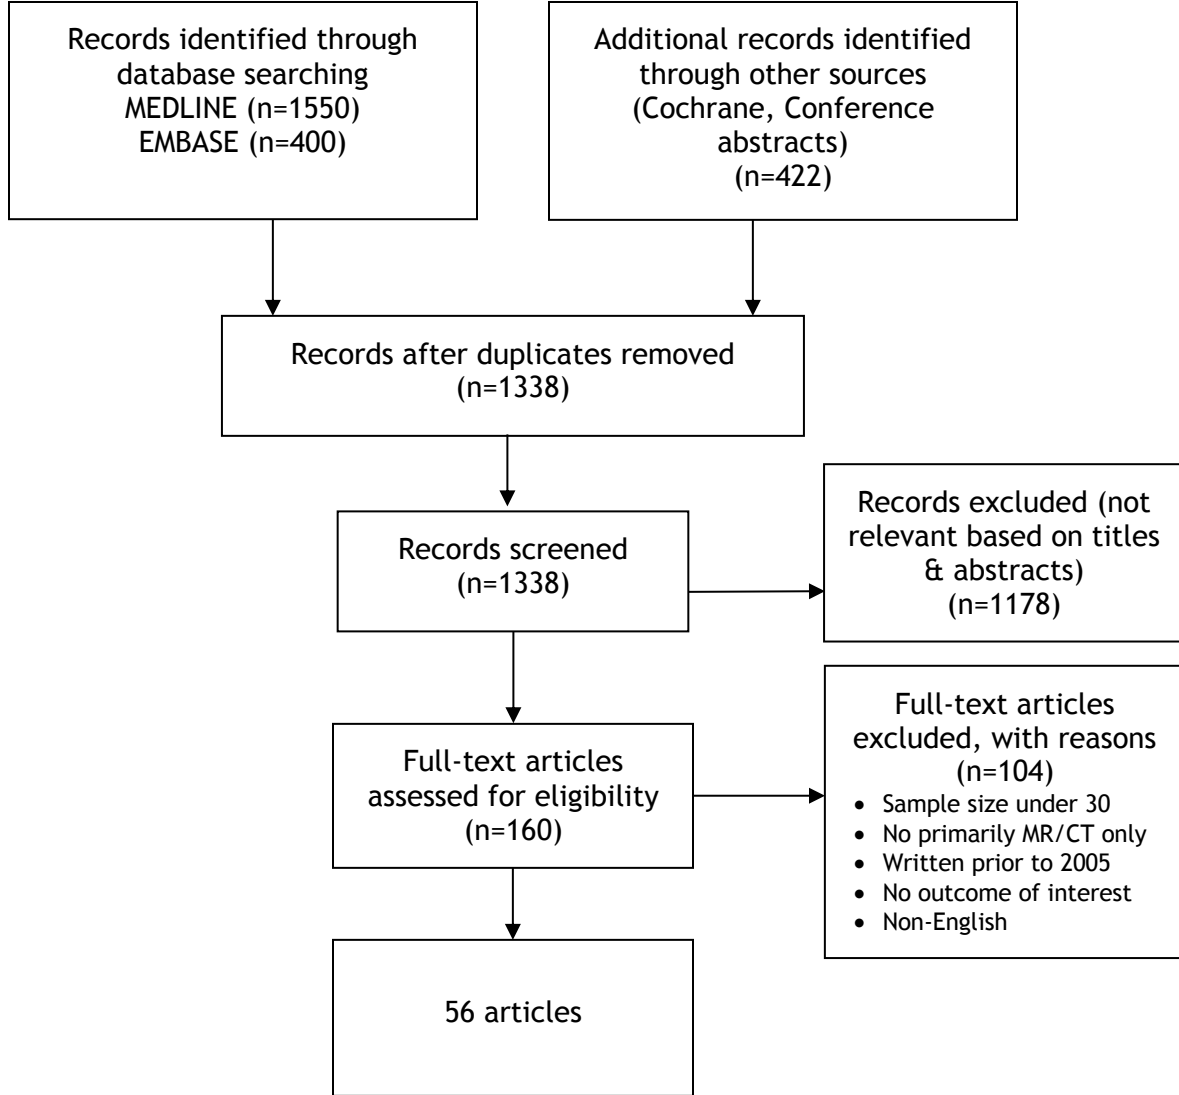 Records identified through
database searching
MEDLINE (n=1550)
EMBASE (n=400)
Additional records identified
through other sources
(Cochrane, Conference
abstracts)
(n=422)
Records after duplicates removed
(n=1338)
Records screened
(n=1338)
Records excluded (not
relevant based on titles
& abstracts)
(n=1178)
Full-text articles
assessed for eligibility
(n=160)
Full-text articles
excluded, with reasons
(n=104)
• Sample size under 30
• No primarily MR/CT only
• Written prior to 2005
• No outcome of interest
• Non-English
56 articles